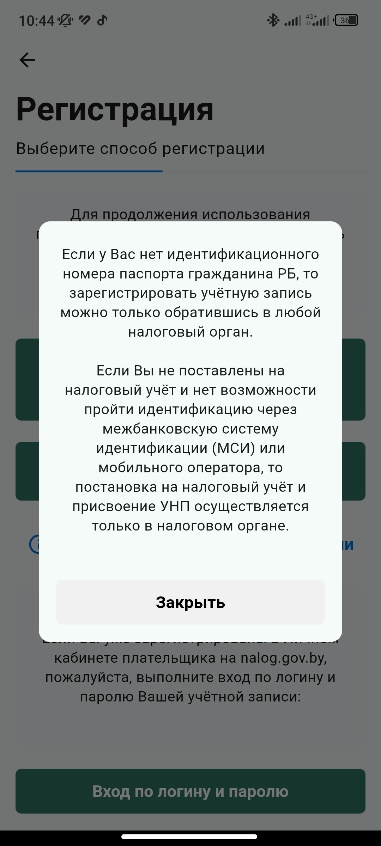 10:44
4G+
36
Регистрация
Выберите способ регистрации
Для продолжения использования
Если у Вас нет идентификационного
номера паспорта гражданина РБ, то
зарегистрировать учётную запись
можно только обратившись в любой
налоговый орган.
Если Вы не поставлены на
налоговый учёт и нет возможности
пройти идентификацию через
межбанковскую систему
идентификации (МСИ) или
мобильного оператора, то
постановка на налоговый учёт и
присвоение УНП осуществляется
только в налоговом органе.
Закрыть
кабинете плательщика на nalog.gov.by,
пожалуйста, выполните вход по логину и
паролю Вашей учётной записи:
Вход по логину и паролю